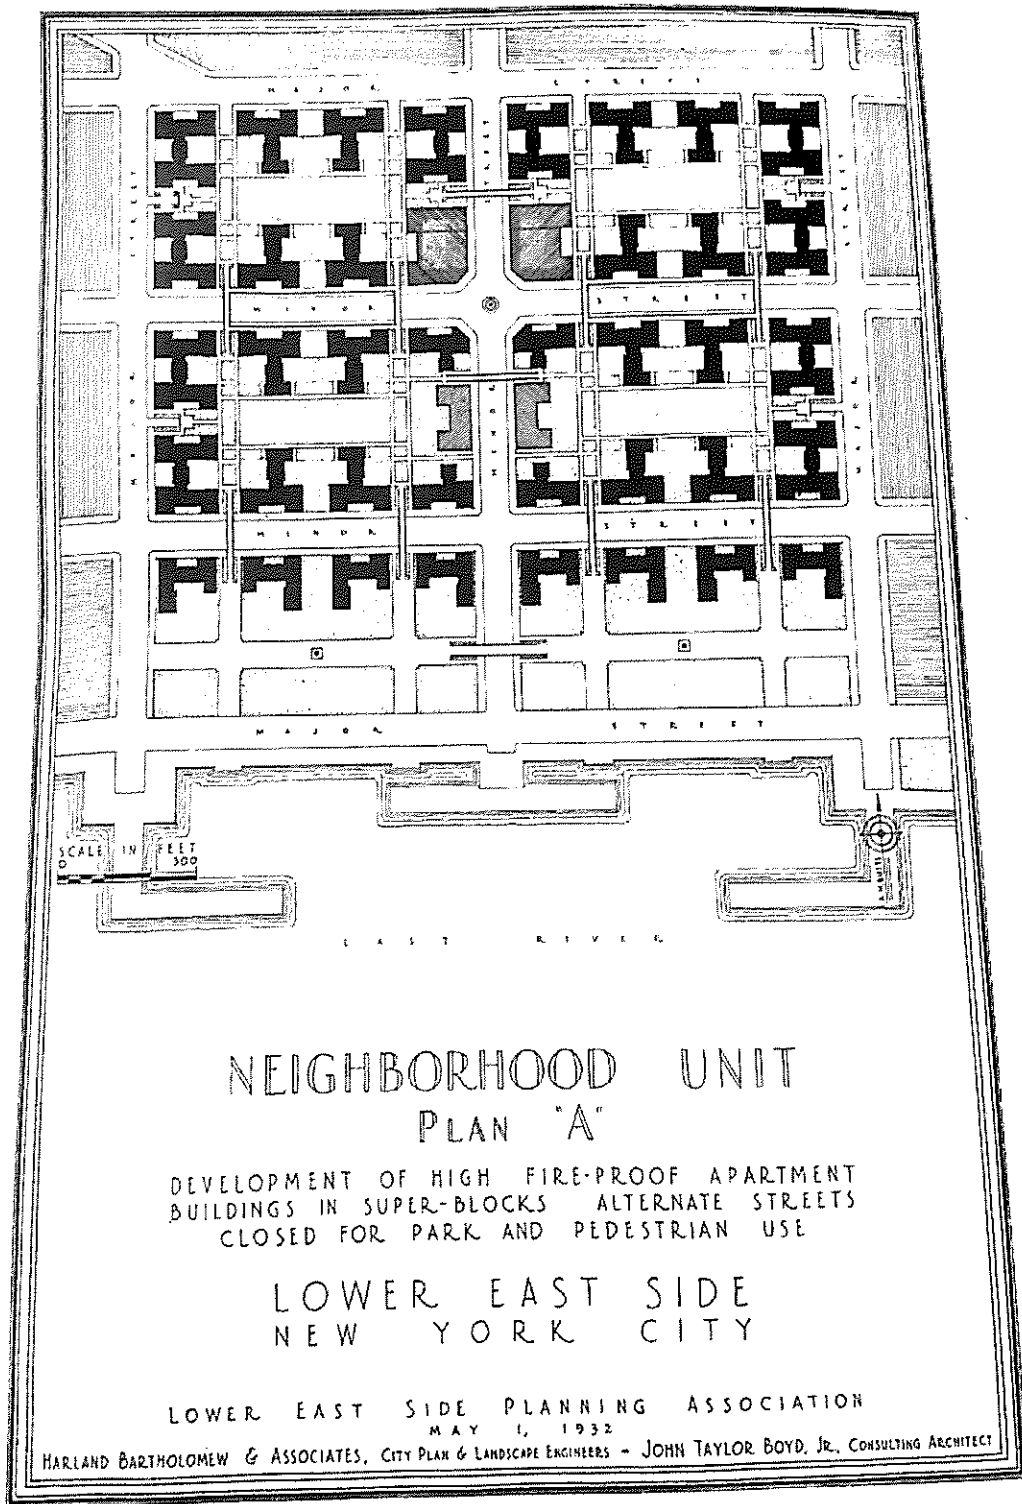 MAJOR STREET
STREET
STREET
STREET
MINOR STREET
MAJOR
MINOR
MAJOR
MINOR STREET
MAJOR STREET
SCALE IN FEET
0 300
EAST RIVER
NEIGHBORHOOD UNIT
PLAN "A"
DEVELOPMENT OF HIGH FIRE-PROOF APARTMENT
BUILDINGS IN SUPER-BLOCKS ALTERNATE STREETS
CLOSED FOR PARK AND PEDESTRIAN USE
LOWER EAST SIDE
NEW YORK CITY
LOWER EAST SIDE PLANNING ASSOCIATION
MAY 1, 1932
HARLAND BARTHOLOMEW & ASSOCIATES, CITY PLAN & LANDSCAPE ENGINEERS - JOHN TAYLOR BOYD, JR., CONSULTING ARCHITECT